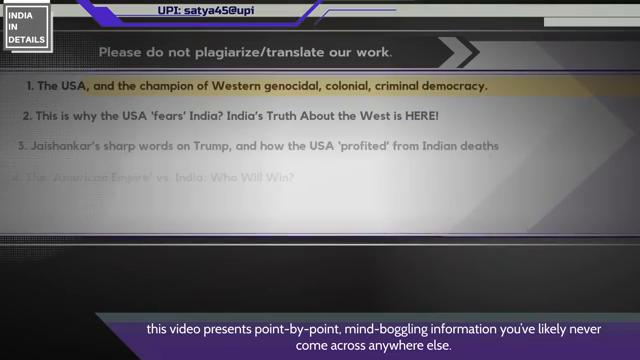 INDIA
IN
DETAILS
UPI: satya45@upi
Please do not plagiarize/translate our work.
1. The USA, and the champion of Western genocidal, colonial, criminal democracy.
2. This is why the USA ‘fears’ India? India’s Truth About the West is HERE!
3. Jaishankar’s sharp words on Trump, and how the USA ‘profited’ from Indian deaths
4. The ‘American Empire’ vs. India: Who Will Win?
this video presents point-by-point, mind-boggling information you’ve likely never
come across anywhere else.